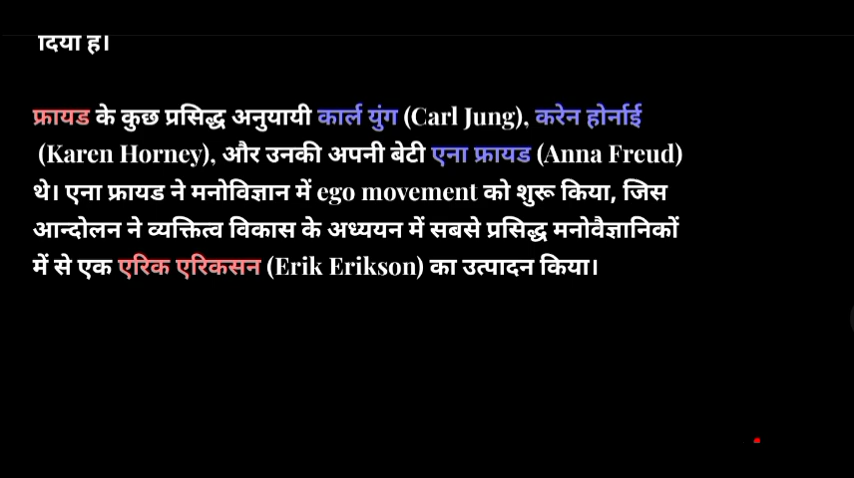 दिया है।
फ्रायड के कुछ प्रसिद्ध अनुयायी कार्ल युंग (Carl Jung), करेन होर्नाई
(Karen Horney), और उनकी अपनी बेटी एना फ्रायड (Anna Freud)
थे। एना फ्रायड ने मनोविज्ञान में ego movement को शुरू किया, जिस
आन्दोलन ने व्यक्तित्व विकास के अध्ययन में सबसे प्रसिद्ध मनोवैज्ञानिकों
में से एक एरिक एरिकसन (Erik Erikson) का उत्पादन किया।